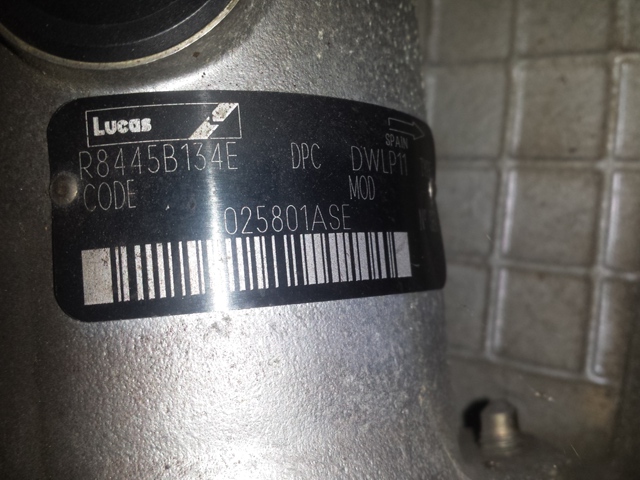 Lucas
SPAIN
R8445B134E DPC DWLP11
CODE MOD
025801ASE